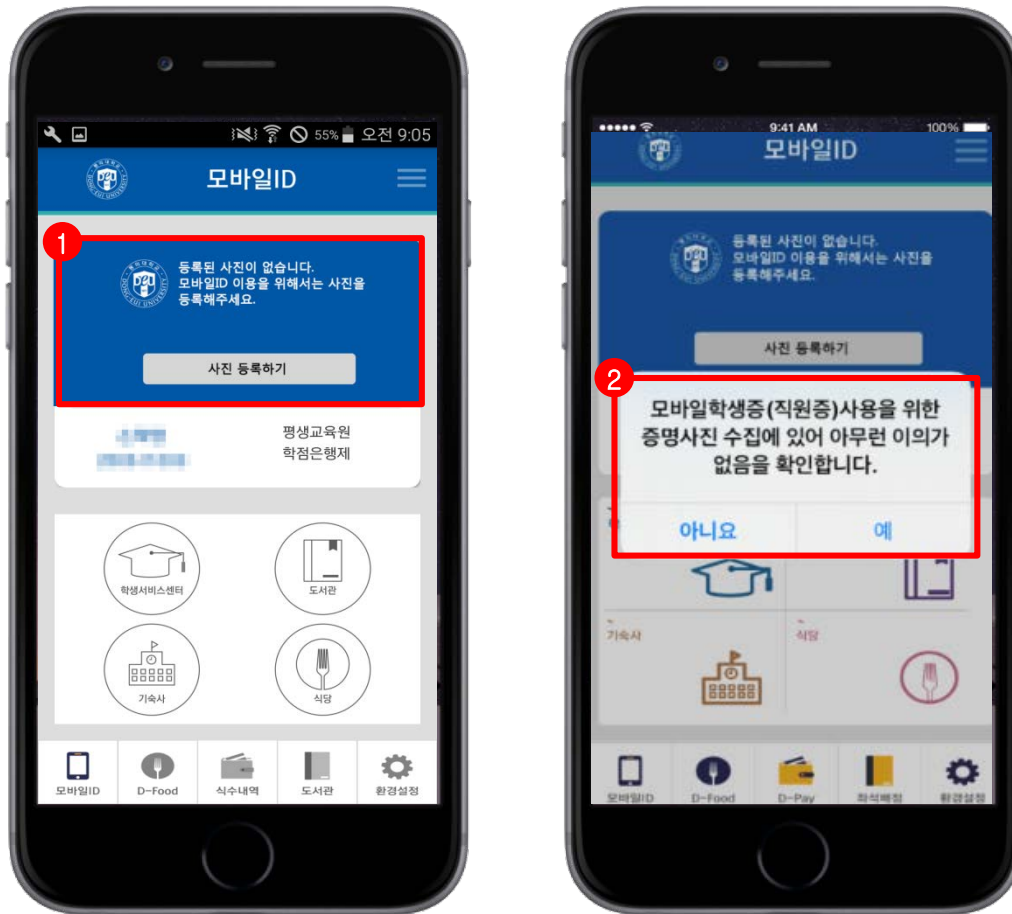 55% 오전 9:05
모바일ID
1
등록된 사진이 없습니다.
모바일ID 이용을 위해서는 사진을
등록해주세요.
사진 등록하기
평생교육원
학점은행제
학생서비스센터
도서관
기숙사
식당
모바일ID
D-Food
식수내역
도서관
환경설정
9:41 AM
100%
모바일ID
등록된 사진이 없습니다.
모바일ID 이용을 위해서는 사진을
등록해주세요.
사진 등록하기
2
모바일학생증(직원증)사용을 위한
증명사진 수집에 있어 아무런 이의가
없음을 확인합니다.
아니요
예
기숙사
식당
모바일ID
D-Food
D-Pay
좌석배정
환경설정